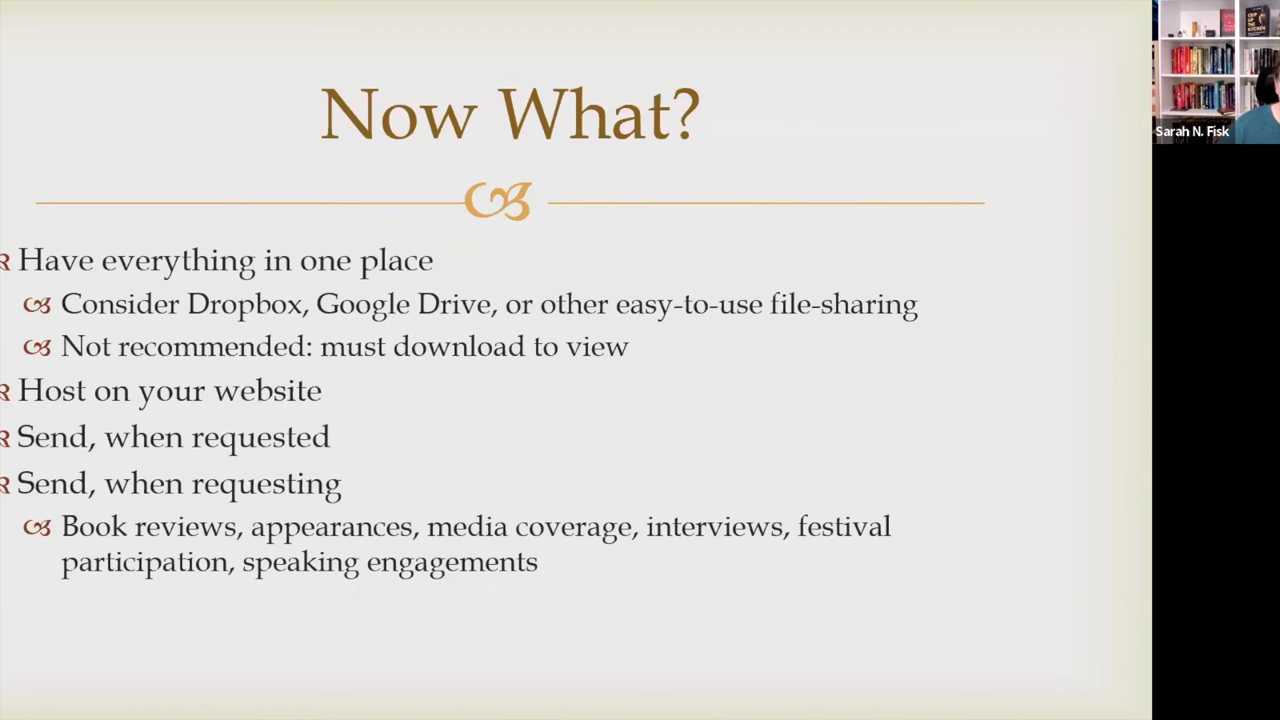 Now What?
Have everything in one place
Consider Dropbox, Google Drive, or other easy-to-use file-sharing
Not recommended: must download to view
Host on your website
Send, when requested
Send, when requesting
Book reviews, appearances, media coverage, interviews, festival
participation, speaking engagements
Sarah N. Fisk